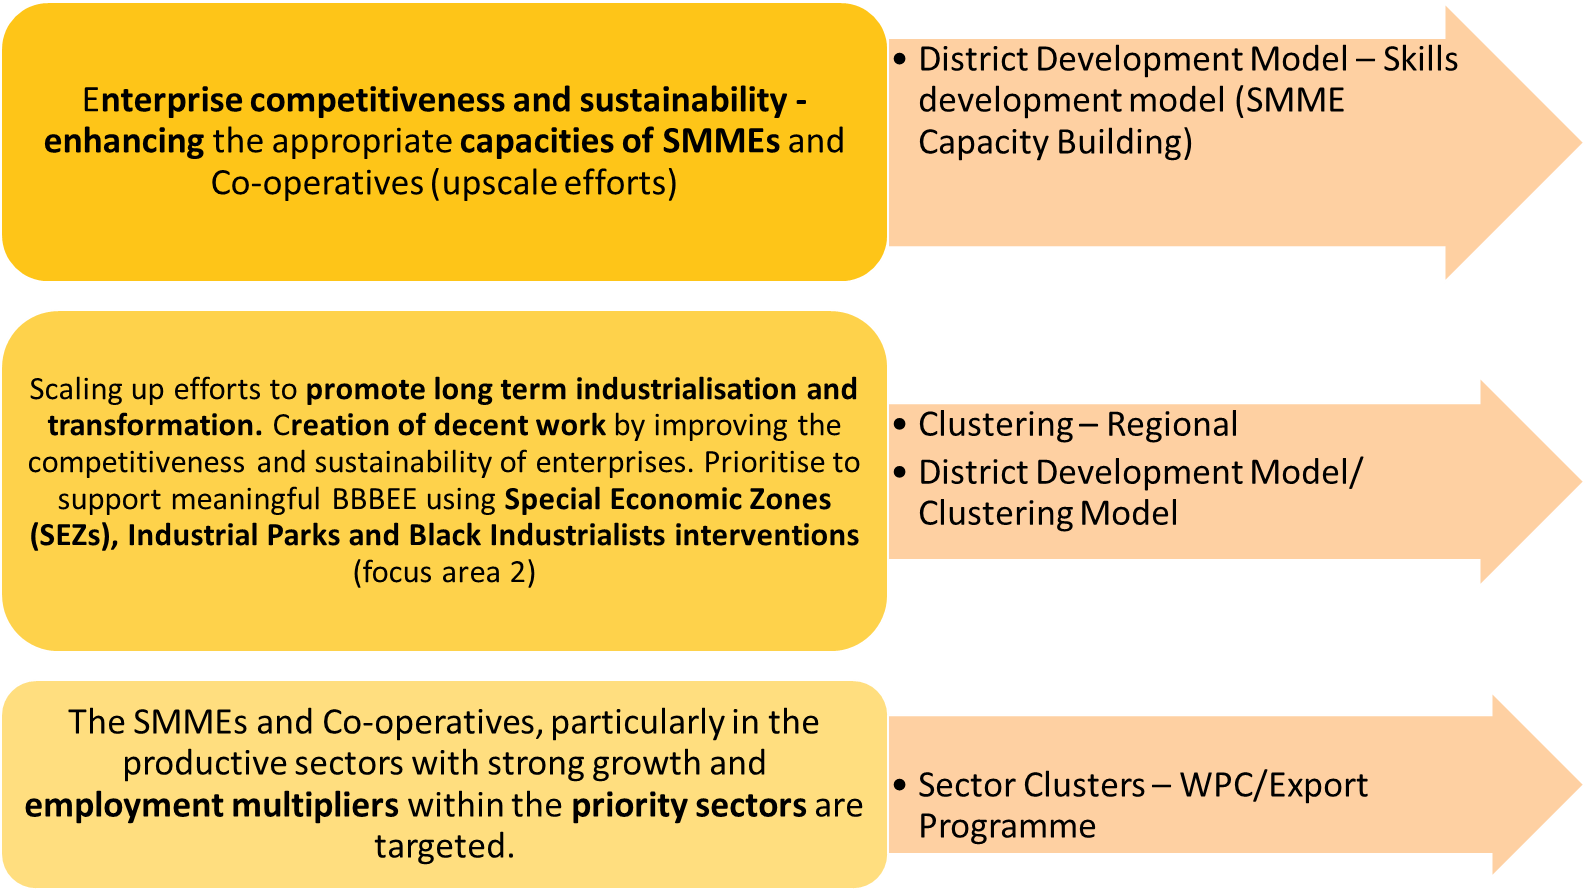 Enterprise competitiveness and sustainability -
enhancing the appropriate capacities of SMMEs and
Co-operatives (upscale efforts)
• District Development Model – Skills
development model (SMME
Capacity Building)
Scaling up efforts to promote long term industrialisation and
transformation. Creation of decent work by improving the
competitiveness and sustainability of enterprises. Prioritise to
support meaningful BBBEE using Special Economic Zones
(SEZs), Industrial Parks and Black Industrialists interventions
(focus area 2)
• Clustering – Regional
• District Development Model/
Clustering Model
The SMMEs and Co-operatives, particularly in the
productive sectors with strong growth and
employment multipliers within the priority sectors are
targeted.
• Sector Clusters – WPC/Export
Programme